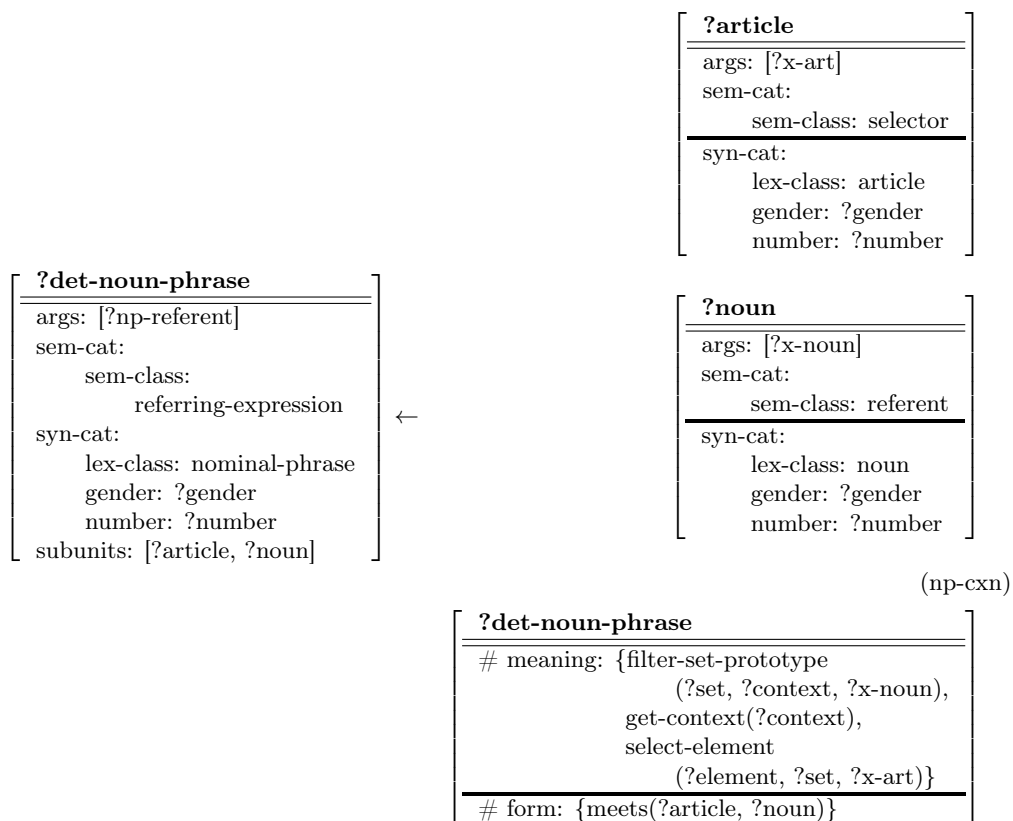 ?article
args: [?x-art]
sem-cat:
sem-class: selector
syn-cat:
lex-class: article
gender: ?gender
number: ?number
?det-noun-phrase
args: [?np-referent]
sem-cat:
sem-class:
referring-expression
syn-cat:
lex-class: nominal-phrase
gender: ?gender
number: ?number
subunits: [?article, ?noun]
←
?noun
args: [?x-noun]
sem-cat:
sem-class: referent
syn-cat:
lex-class: noun
gender: ?gender
number: ?number
(np-cxn)
?det-noun-phrase
# meaning: {filter-set-prototype
(?set, ?context, ?x-noun),
get-context(?context),
select-element
(?element, ?set, ?x-art)}
# form: {meets(?article, ?noun)}